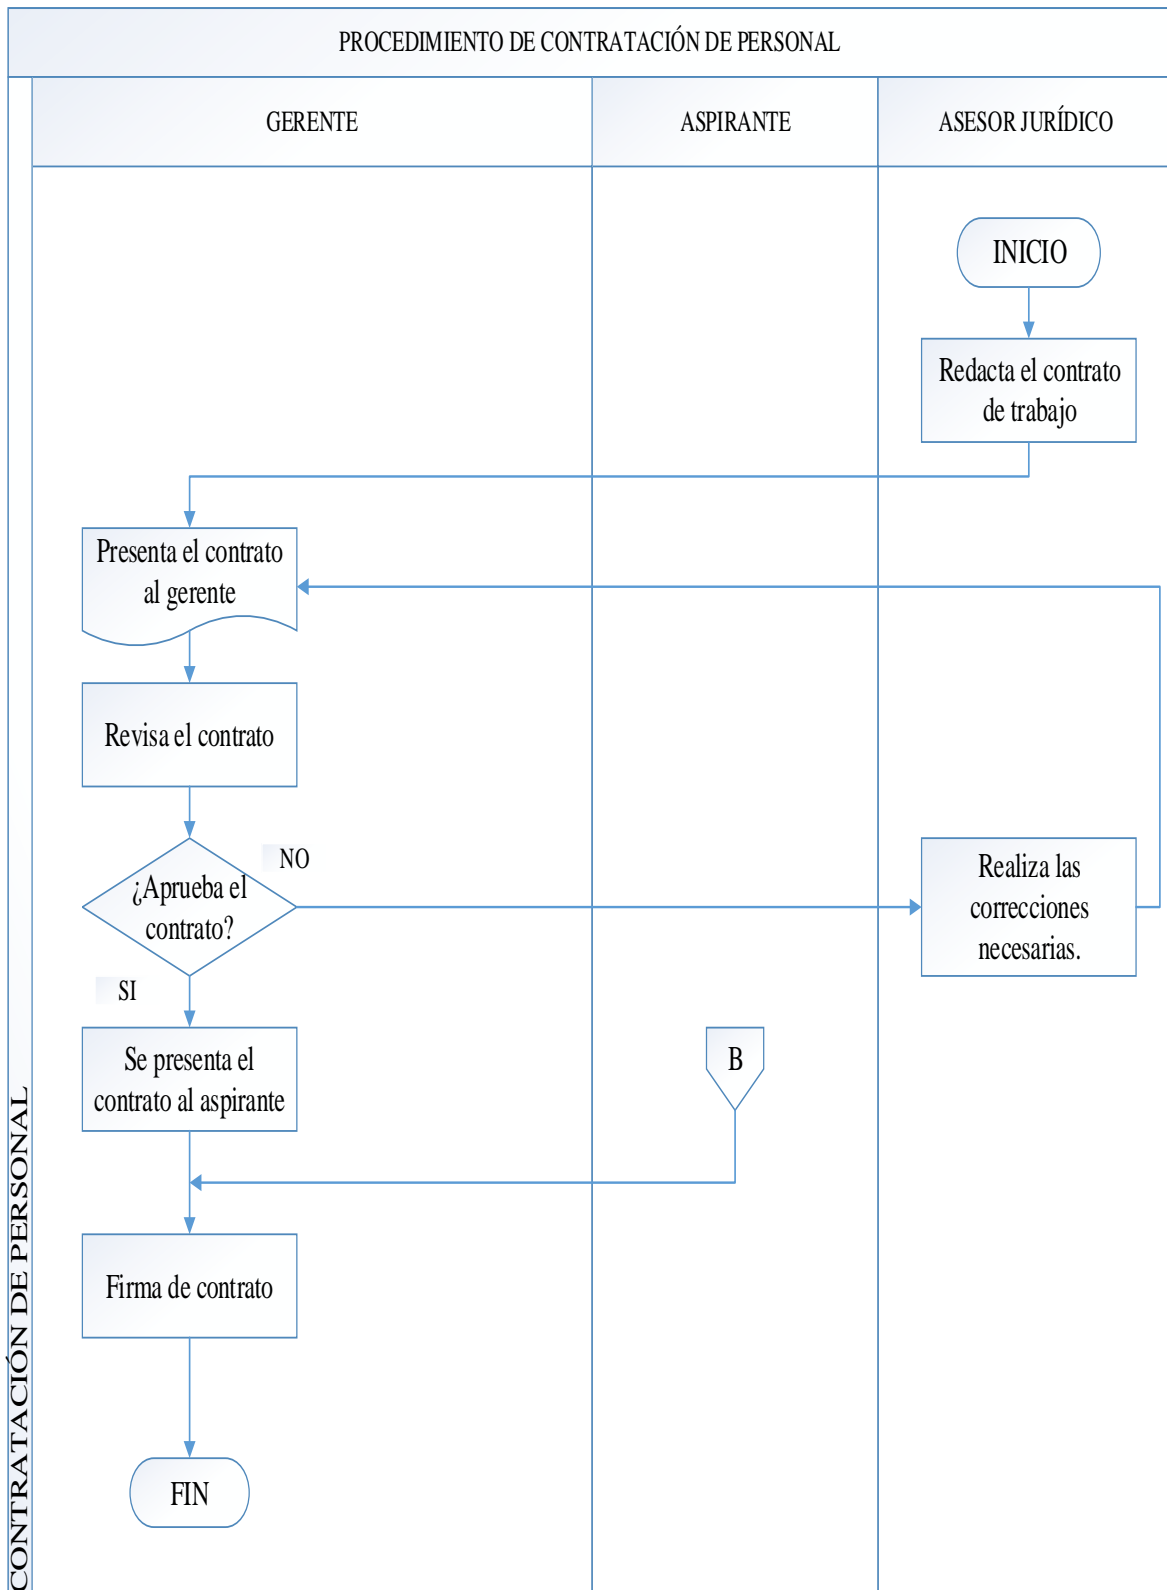 PROCEDIMIENTO DE CONTRATACIÓN DE PERSONAL
GERENTE
ASPIRANTE
ASESOR JURÍDICO
INICIO
Redacta el contrato
de trabajo
Presenta el contrato
al gerente
Revisa el contrato
¿Aprueba el
contrato?
NO
Realiza las
correcciones
necesarias.
SI
Se presenta el
contrato al aspirante
B
Firma de contrato
FIN
CONTRATACIÓN DE PERSONAL